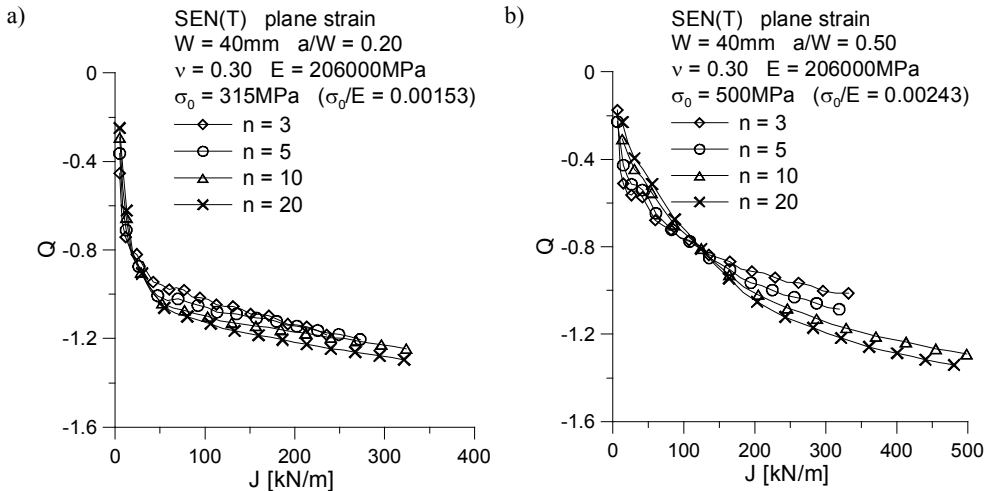 a)
SEN(T) plane strain
W = 40mm a/W = 0.20
ν = 0.30 E = 206000MPa
σ0 = 315MPa (σ0/E = 0.00153)
n = 3
n = 5
n = 10
n = 20
0
-0.4
-0.8
-1.2
-1.6
Q
0 100 200 300 400
J [kN/m]
b)
SEN(T) plane strain
W = 40mm a/W = 0.50
ν = 0.30 E = 206000MPa
σ0 = 500MPa (σ0/E = 0.00243)
n = 3
n = 5
n = 10
n = 20
0
-0.4
-0.8
-1.2
-1.6
Q
0 100 200 300 400 500
J [kN/m]